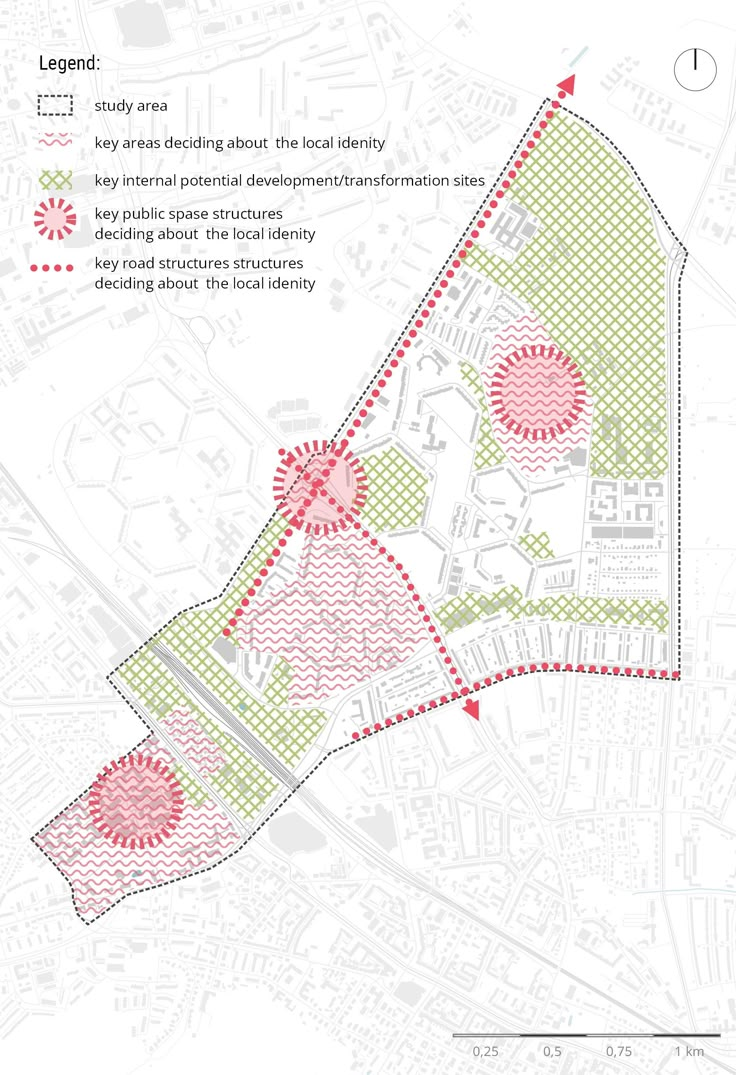 Legend:
study area
key areas deciding about the local idenity
key internal potential development/transformation sites
key public spase structures
deciding about the local idenity
key road structures structures
deciding about the local idenity
0,25 0,5 0,75 1 km